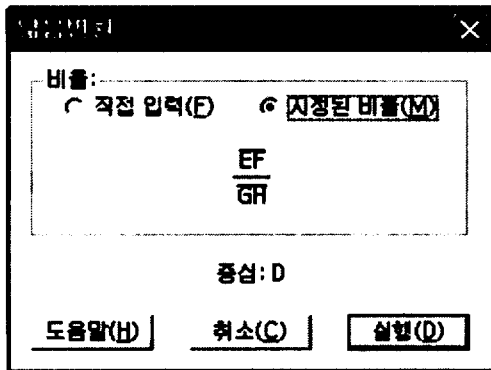 비율:
직접 입력(F) 지정된 비율(M)
EF
GH
중심:D
도움말(H) 취소(C) 실행(D)